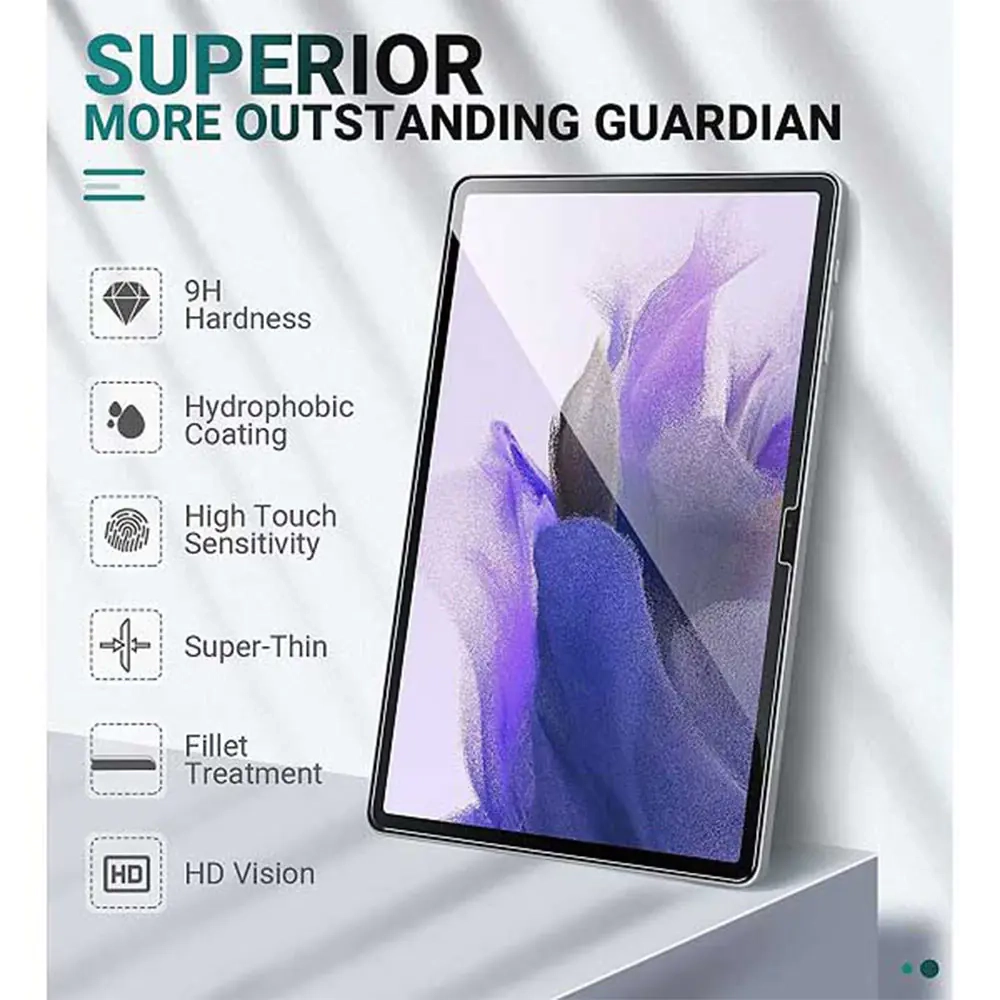 SUPERIOR
MORE OUTSTANDING GUARDIAN
9H
Hardness
Hydrophobic
Coating
High Touch
Sensitivity
Super-Thin
Fillet
Treatment
HD
HD Vision